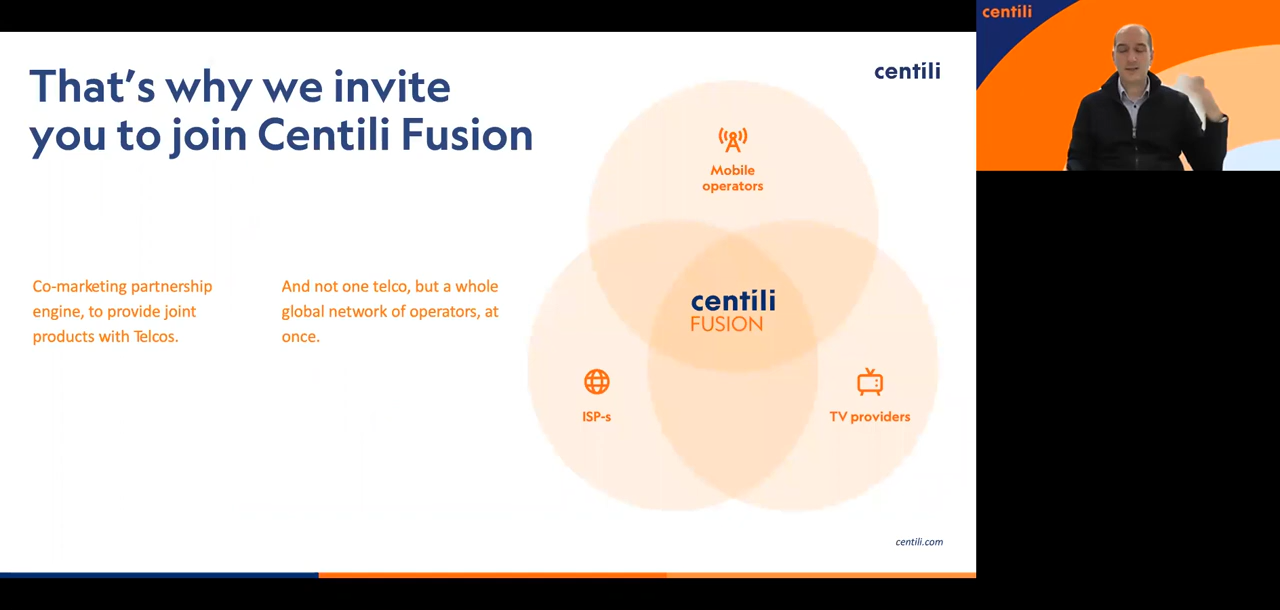 That's why we invite
you to join Centili Fusion
centili
Mobile
operators
Co-marketing partnership
engine, to provide joint
products with Telcos.
And not one telco, but a whole
global network of operators, at
once.
centili
FUSION
ISP-s
TV providers
centili.com
centili